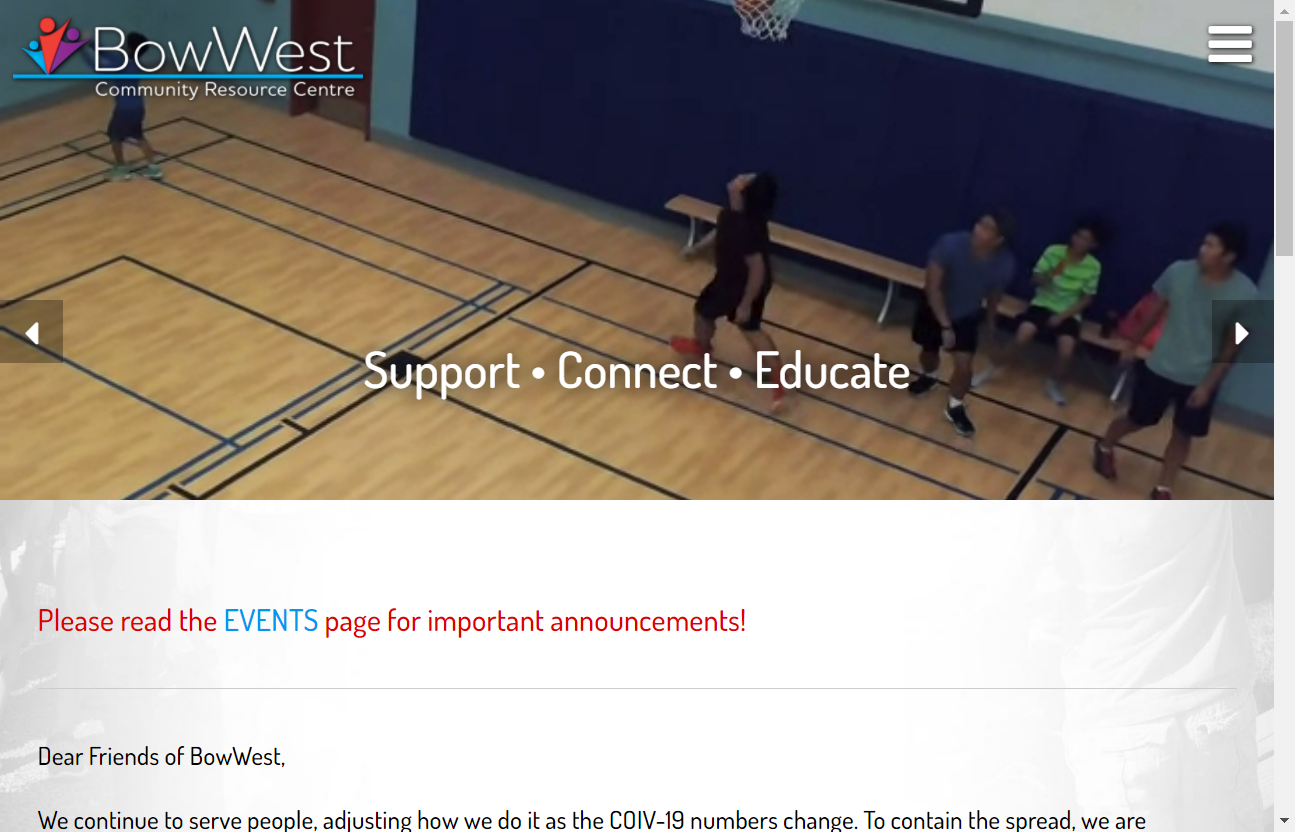 BowWest
Community Resource Centre
Support • Connect • Educate
Please read the EVENTS page for important announcements!
Dear Friends of BowWest,
We continue to serve people, adjusting how we do it as the COIV-19 numbers change. To contain the spread, we are